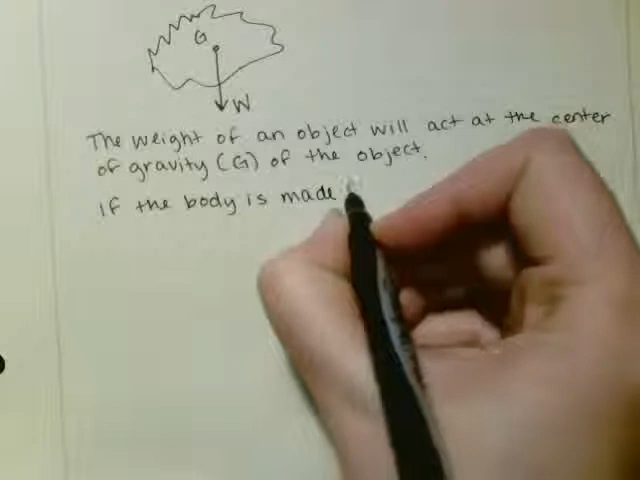 G
W
The weight of an object will act at the center
of gravity (G) of the object.
If the body is made